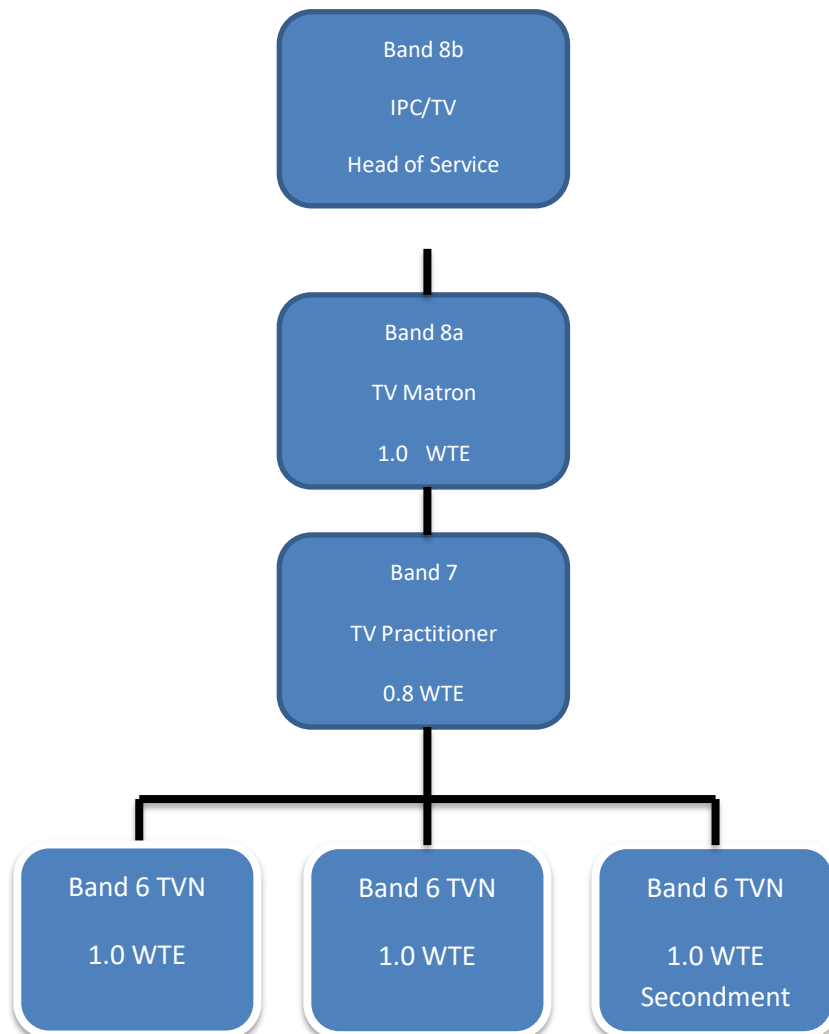 Band 8b
IPC/TV
Head of Service
Band 8a
TV Matron
1.0 WTE
Band 7
TV Practitioner
0.8 WTE
Band 6 TVN
1.0 WTE
Band 6 TVN
1.0 WTE
Band 6 TVN
1.0 WTE
Secondment